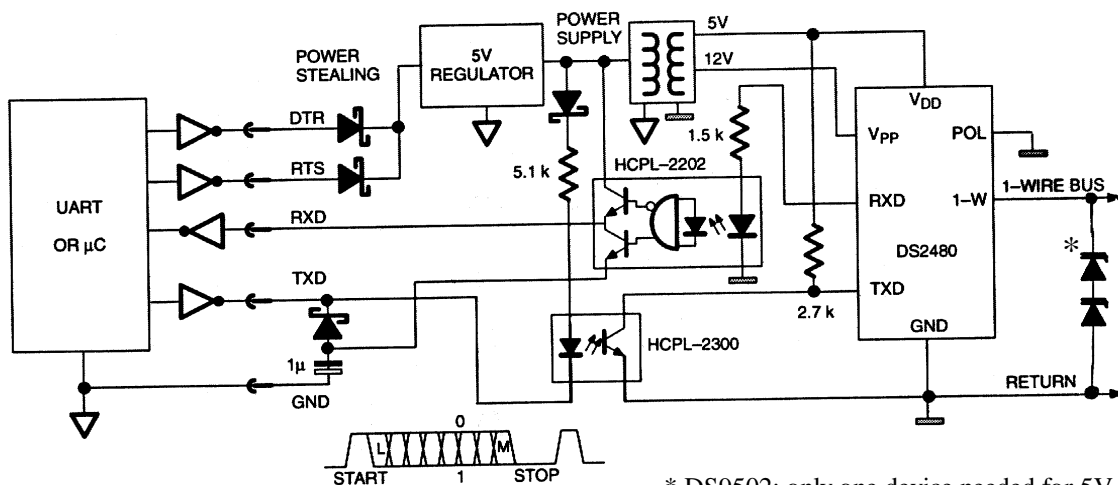 POWER
STEALING
5V
REGULATOR
POWER
SUPPLY
5V
12V
UART
OR µC
DTR
RTS
RXD
TXD
1µ
GND
5.1 k
HCPL–2202
1.5 k
HCPL–2300
2.7 k
VDD
VPP
POL
RXD
1–W
DS2480
TXD
GND
1–WIRE BUS
*
RETURN
0
L
M
START
1
STOP
* DS9502; only one device needed for 5V